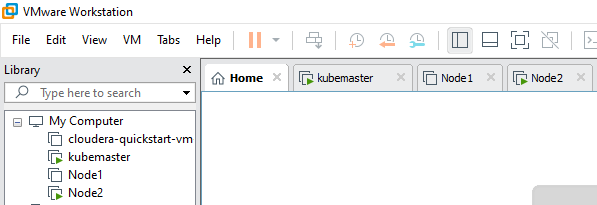 VMware Workstation
File Edit View VM Tabs Help
Library
Type here to search
My Computer
cloudera-quickstart-vm
kubemaster
Node1
Node2
Home kubemaster Node1 Node2